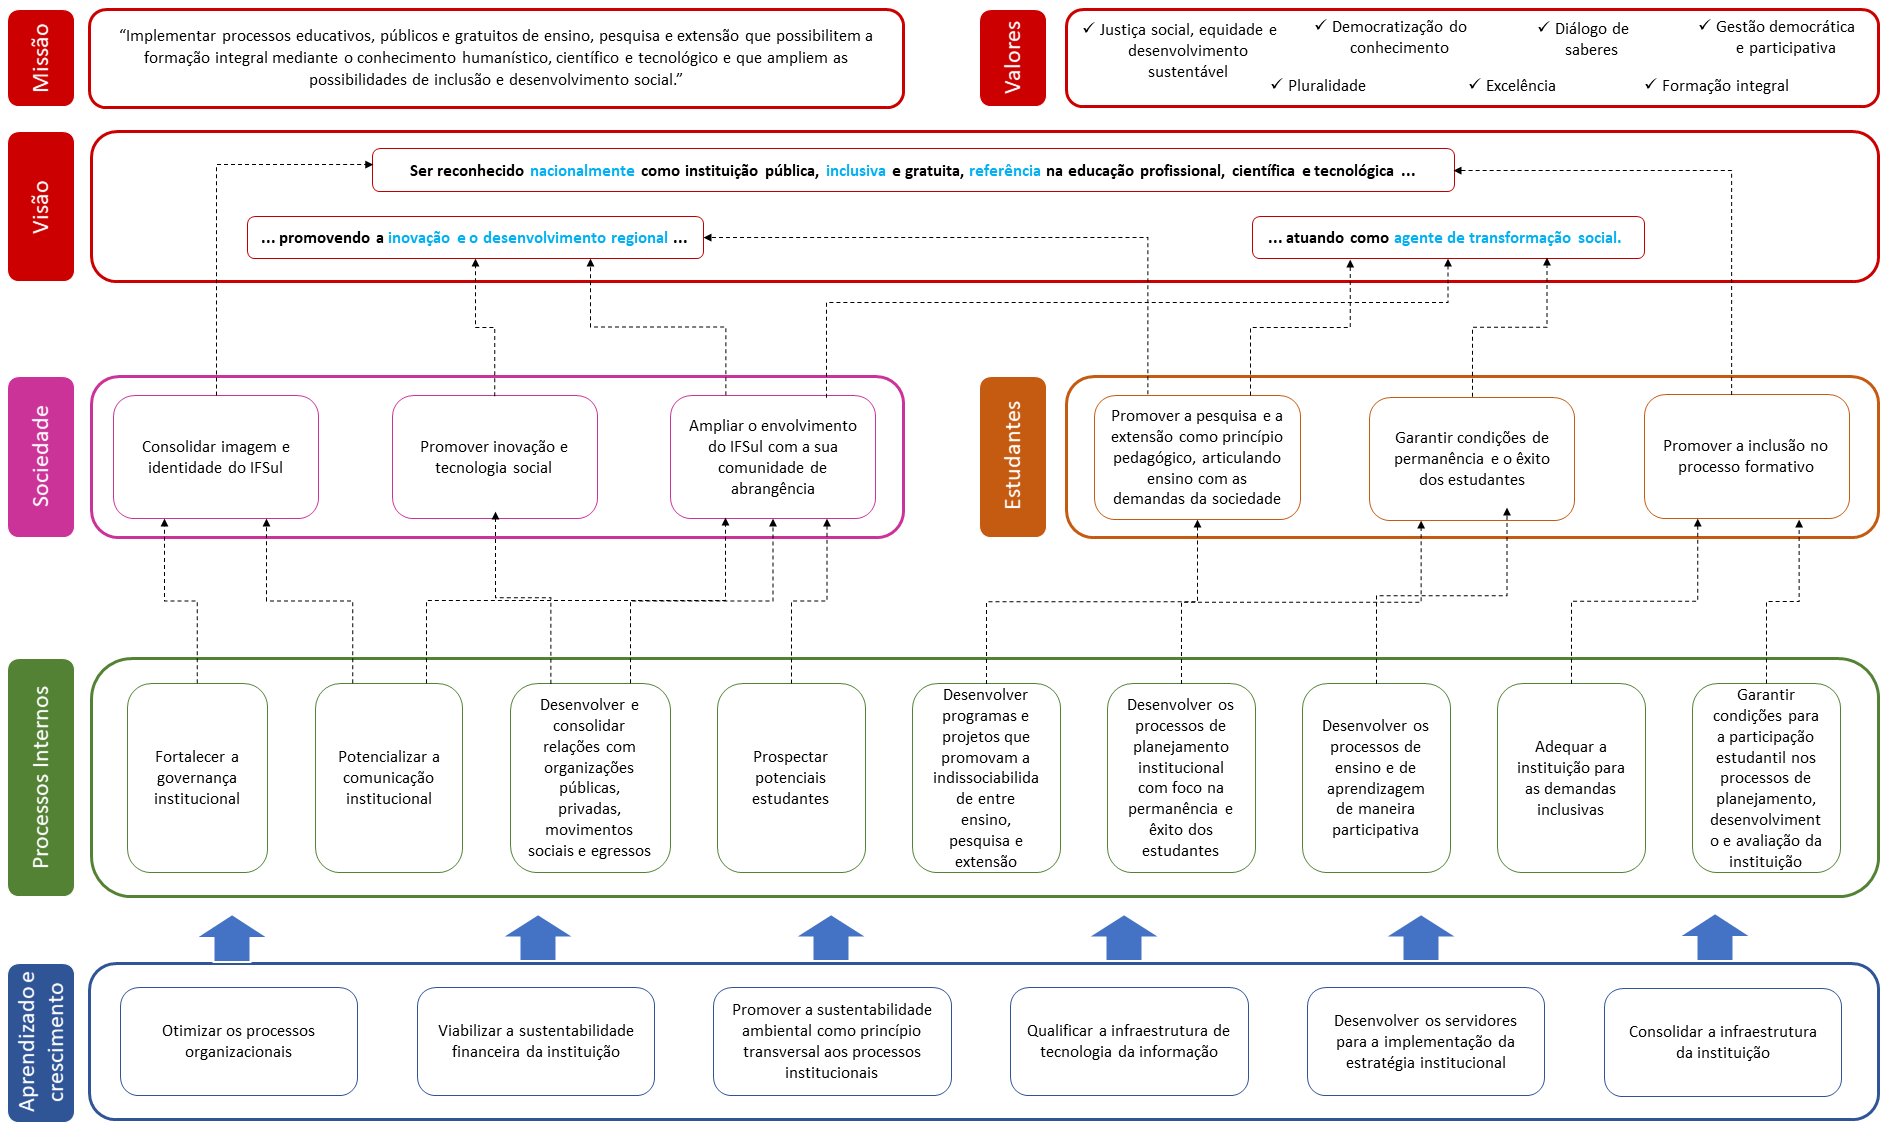 Missão
“Implementar processos educativos, públicos e gratuitos de ensino, pesquisa e extensão que possibilitem a
formação integral mediante o conhecimento humanístico, científico e tecnológico e que ampliem as
possibilidades de inclusão e desenvolvimento social.”
Valores
✓ Justiça social, equidade e
desenvolvimento
sustentável
✓ Democratização do
conhecimento
✓ Diálogo de
saberes
✓ Gestão democrática
e participativa
✓ Pluralidade
✓ Excelência
✓ Formação integral
Visão
Ser reconhecido nacionalmente como instituição pública, inclusiva e gratuita, referência na educação profissional, científica e tecnológica ...
... promovendo a inovação e o desenvolvimento regional ...
... atuando como agente de transformação social.
Sociedade
Consolidar imagem e
identidade do IFSul
Promover inovação e
tecnologia social
Ampliar o envolvimento
do IFSul com a sua
comunidade de
abrangência
Estudantes
Promover a pesquisa e a
extensão como princípio
pedagógico, articulando
ensino com as
demandas da sociedade
Garantir condições de
permanência e o êxito
dos estudantes
Promover a inclusão no
processo formativo
Processos Internos
Fortalecer a
governança
institucional
Potencializar a
comunicação
institucional
Desenvolver e
consolidar
relações com
organizações
públicas,
privadas,
movimentos
sociais e egressos
Prospectar
potenciais
estudantes
Desenvolver
programas e
projetos que
promovam a
indissociabilida
de entre
ensino,
pesquisa e
extensão
Desenvolver os
processos de
planejamento
institucional
com foco na
permanência e
êxito dos
estudantes
Desenvolver os
processos de
ensino e de
aprendizagem
de maneira
participativa
Adequar a
instituição para
as demandas
inclusivas
Garantir
condições para
a participação
estudantil nos
processos de
planejamento,
desenvolviment
o e avaliação da
instituição
Aprendizado e
crescimento
Otimizar os processos
organizacionais
Viabilizar a sustentabilidade
financeira da instituição
Promover a sustentabilidade
ambiental como princípio
transversal aos processos
institucionais
Qualificar a infraestrutura de
tecnologia da informação
Desenvolver os servidores
para a implementação da
estratégia institucional
Consolidar a infraestrutura
da instituição